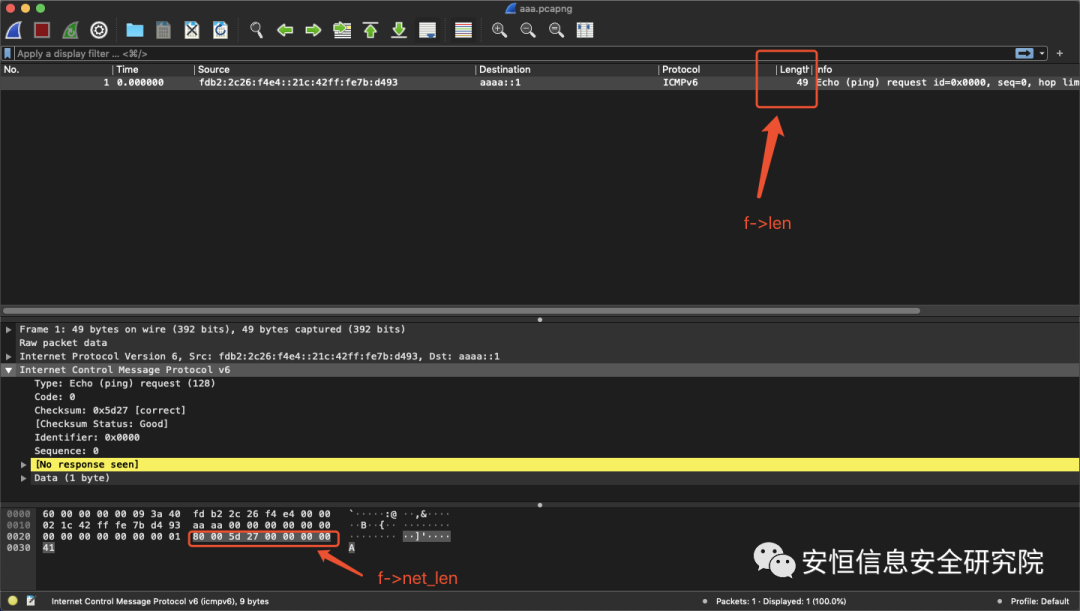 aaa.pcapng
Apply a display filter ... <⌘/>
No. Time Source Destination Protocol Length Info
1 0.000000 fdb2:2c26:f4e4::21c:42ff:fe7b:d493 aaaa::1 ICMPv6 49 Echo (ping) request id=0x0000, seq=0, hop lim
f->len
Frame 1: 49 bytes on wire (392 bits), 49 bytes captured (392 bits)
Raw packet data
Internet Protocol Version 6, Src: fdb2:2c26:f4e4::21c:42ff:fe7b:d493, Dst: aaaa::1
Internet Control Message Protocol v6
Type: Echo (ping) request (128)
Code: 0
Checksum: 0x5d27 [correct]
[Checksum Status: Good]
Identifier: 0x0000
Sequence: 0
[No response seen]
Data (1 byte)
0000 60 00 00 00 00 09 3a 40 fd b2 2c 26 f4 e4 00 00 `·····:@ ··,&····
0010 02 1c 42 ff fe 7b d4 93 aa aa 00 00 00 00 00 00 ··B··{·· ········
0020 00 00 00 00 00 00 00 01 80 00 5d 27 00 00 00 00 ········ ··]'····
0030 41 A
f->net_len
安恒信息安全研究院
Internet Control Message Protocol v6 (icmpv6), 9 bytes Packets: 1 · Displayed: 1 (100.0%) Profile: Default